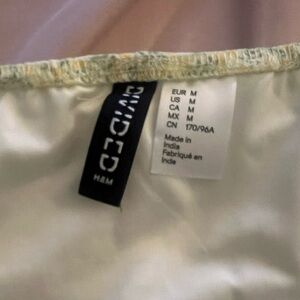 DIVIDED
H&M
EUR M
US M
CA M
MX M
CN 170/96A
Made in
India
Fabriqué en
Inde